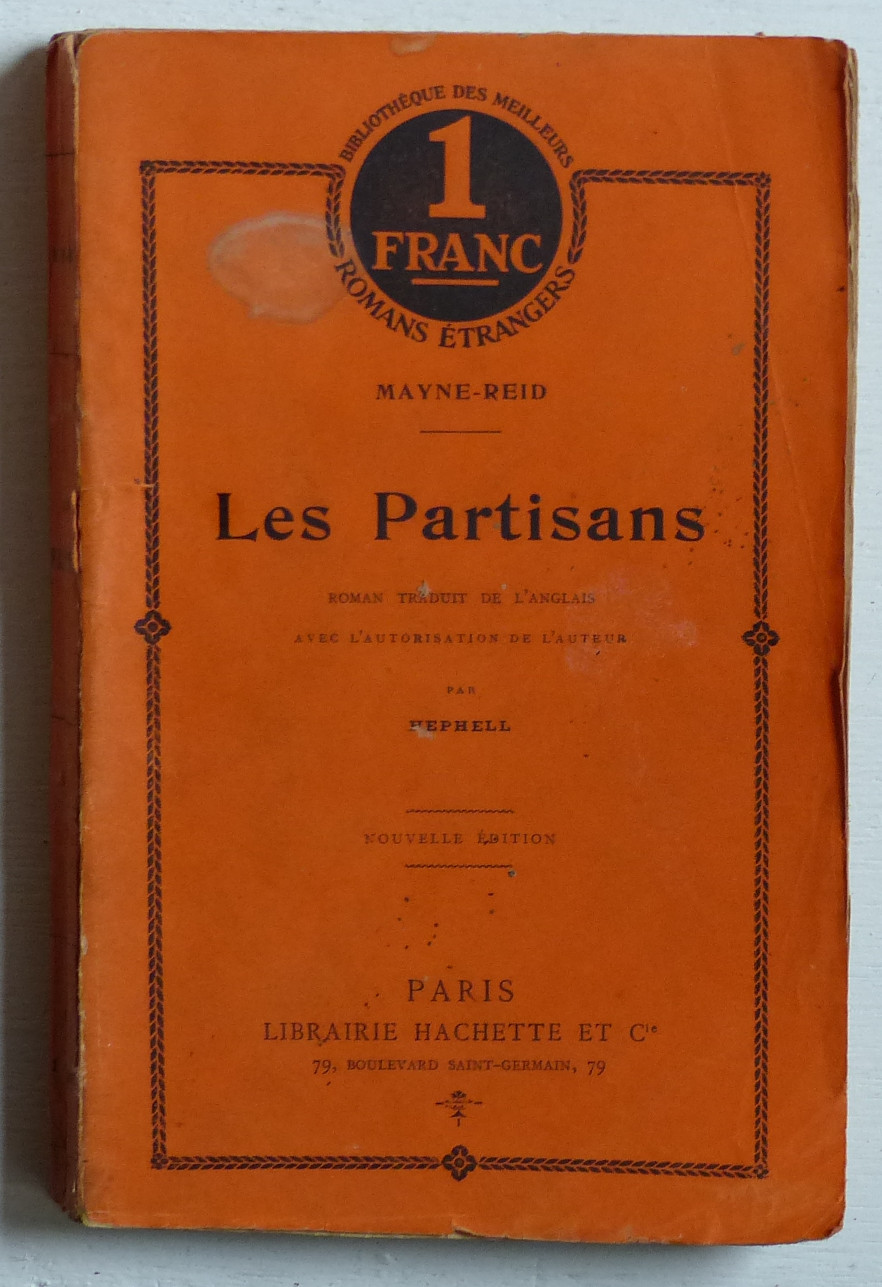 BIBLIOTHÈQUE DES MEILLEURS
1
FRANC
ROMANS ÉTRANGERS
MAYNE-REID
Les Partisans
ROMAN TRADUIT DE L'ANGLAIS
AVEC L'AUTORISATION DE L'AUTEUR
PAR
HEPHELL
NOUVELLE ÉDITION
PARIS
LIBRAIRIE HACHETTE ET Cie
79, BOULEVARD SAINT-GERMAIN, 79